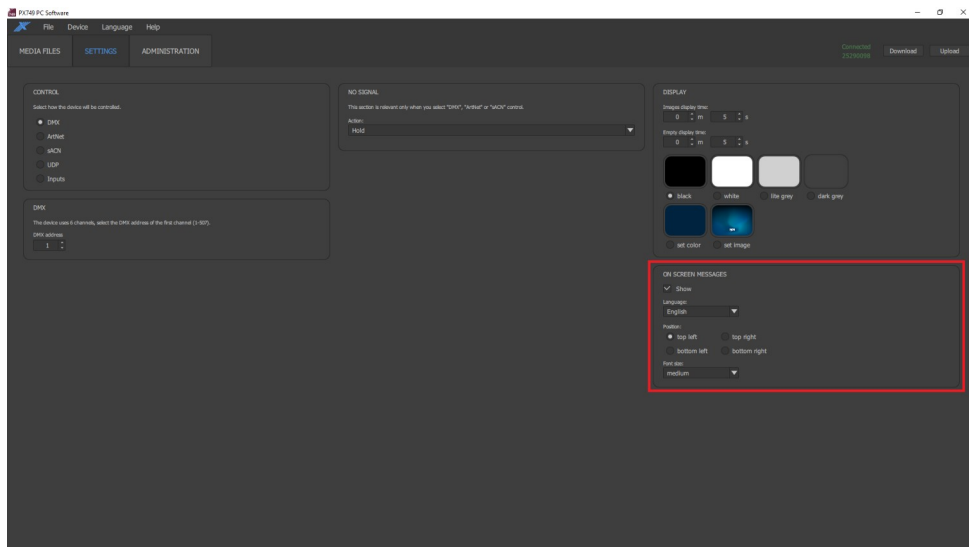 PX749 PC Software
File Device Language Help
MEDIA FILES SETTINGS ADMINISTRATION
Connected
25290008
Download Upload
CONTROL
Select how the device will be controlled.
DMX
ArtNet
sACN
UDP
Inputs
DMX
The device uses 6 channels, select the DMX address of the first channel (1-507).
DMX address:
1
NO SIGNAL
This section is relevant only when you select "DMX", "ArtNet" or "sACN" control.
Action:
Hold
DISPLAY
Images display time:
0 m 5 s
Empty display time:
0 m 5 s
black white lite grey dark grey
set color set image
ON SCREEN MESSAGES
Show
Language:
English
Position:
top left top right
bottom left bottom right
Font size:
medium